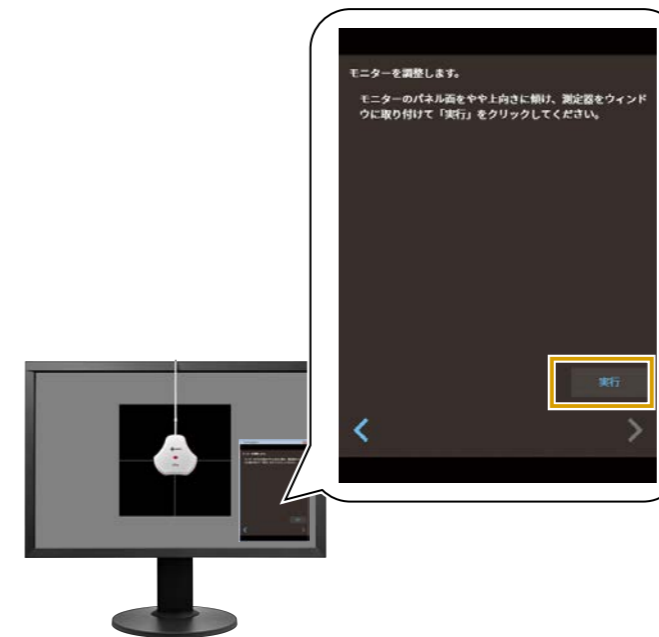 モニターを調整します。
モニターのパネル面をやや上向きに傾け、測定器をウィンド
ウに取り付けて「実行」をクリックしてください。
実行